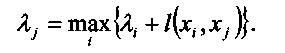 λ_j = max_i {λ_i + l(x_i, x_j)}.